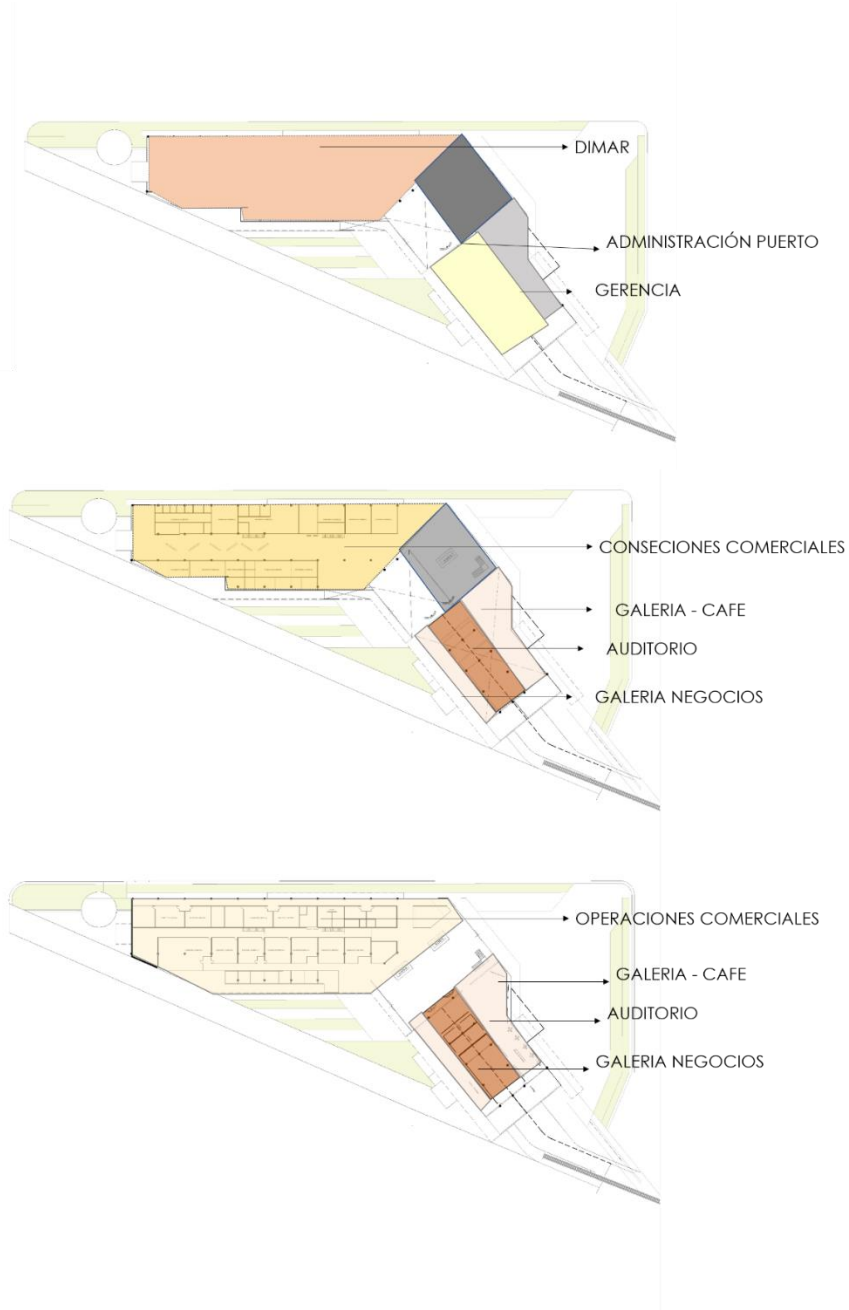 DIMAR
ADMINISTRACIÓN PUERTO
GERENCIA
CONSECIONES COMERCIALES
GALERIA - CAFE
AUDITORIO
GALERIA NEGOCIOS
OPERACIONES COMERCIALES
GALERIA - CAFE
AUDITORIO
GALERIA NEGOCIOS